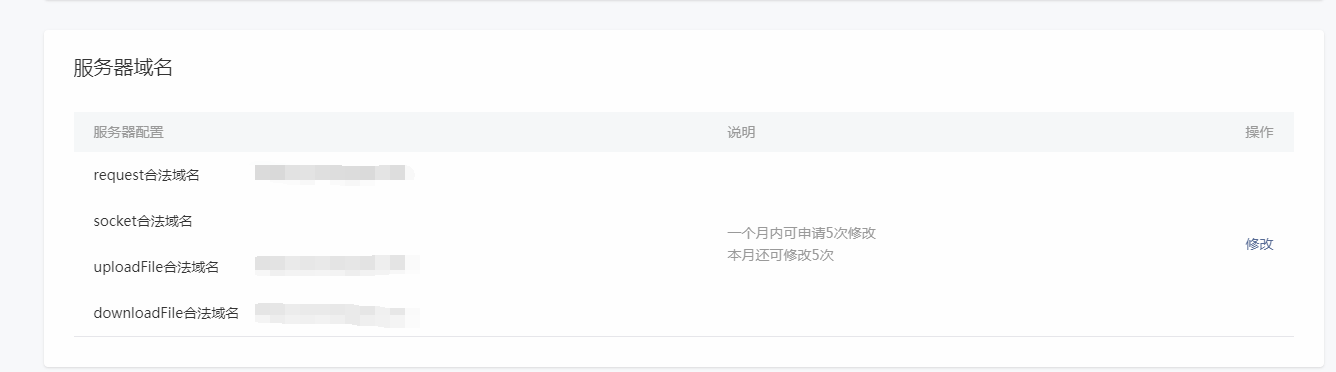 服务器域名
服务器配置 说明 操作
request合法域名
socket合法域名
一个月内可申请5次修改
本月还可修改5次
修改
uploadFile合法域名
downloadFile合法域名